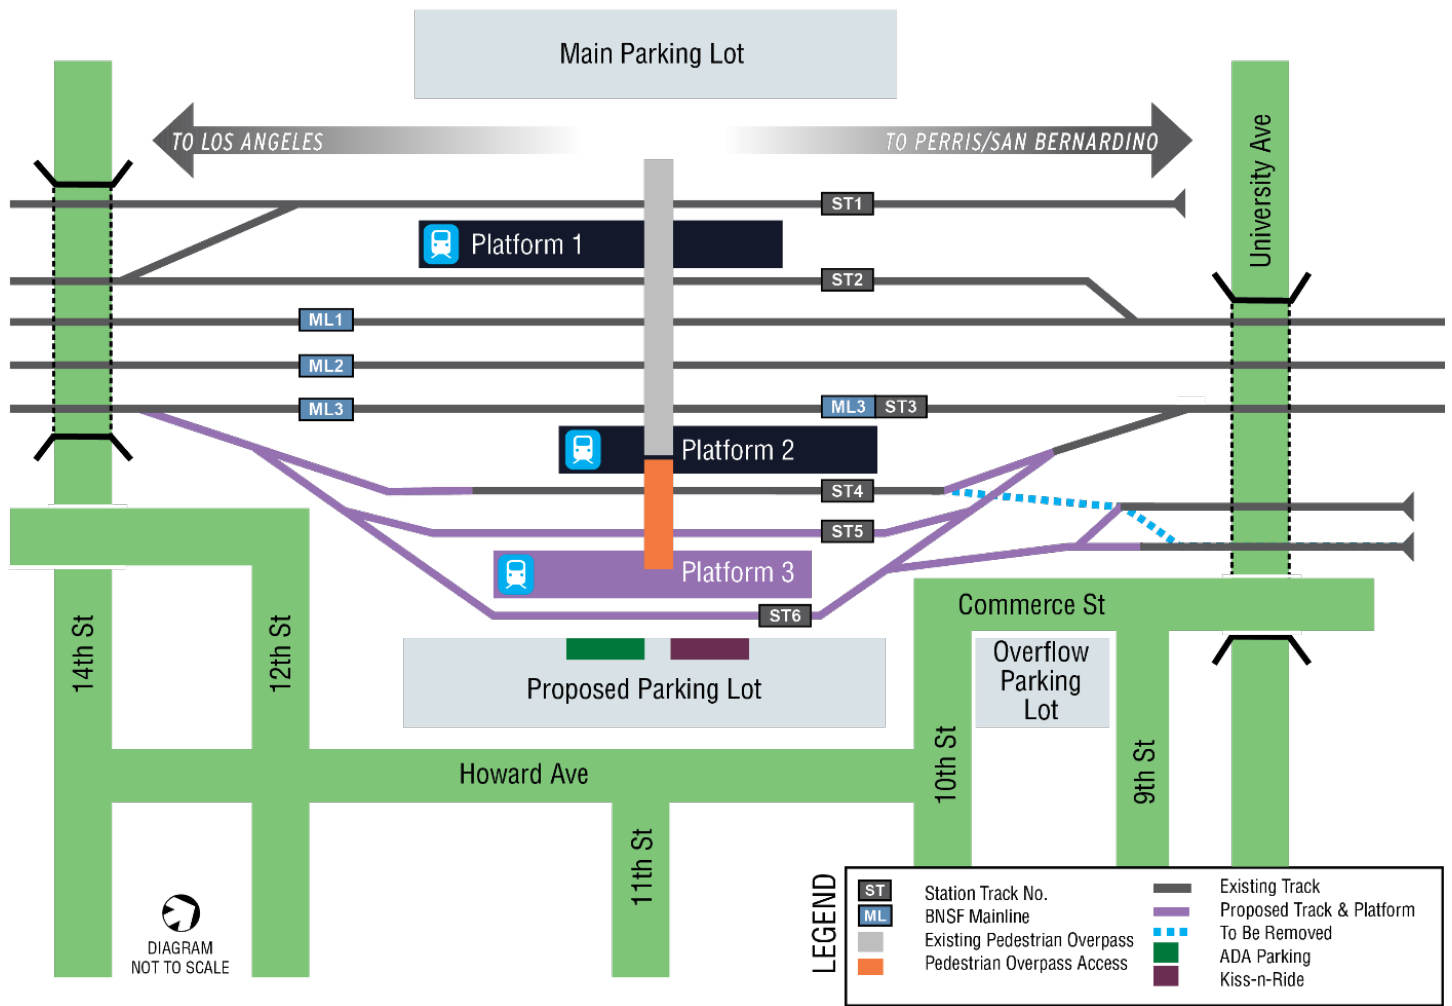 Main Parking Lot
TO LOS ANGELES
TO PERRIS/SAN BERNARDINO
University Ave
ST1
Platform 1
ST2
ML1
ML2
ML3
ML3 ST3
Platform 2
ST4
ST5
Platform 3
ST6
Commerce St
14th St
12th St
Proposed Parking Lot
Overflow
Parking
Lot
Howard Ave
10th St
9th St
11th St
DIAGRAM
NOT TO SCALE
LEGEND
ST Station Track No.
ML BNSF Mainline
Existing Pedestrian Overpass
Pedestrian Overpass Access
Existing Track
Proposed Track & Platform
To Be Removed
ADA Parking
Kiss-n-Ride